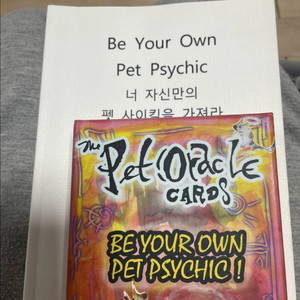 Be Your Own
Pet Psychic
너 자신만의
펫 사이킥을 가져라
The
Pet Oracle
CARDS
BE YOUR OWN
PET PSYCHIC!